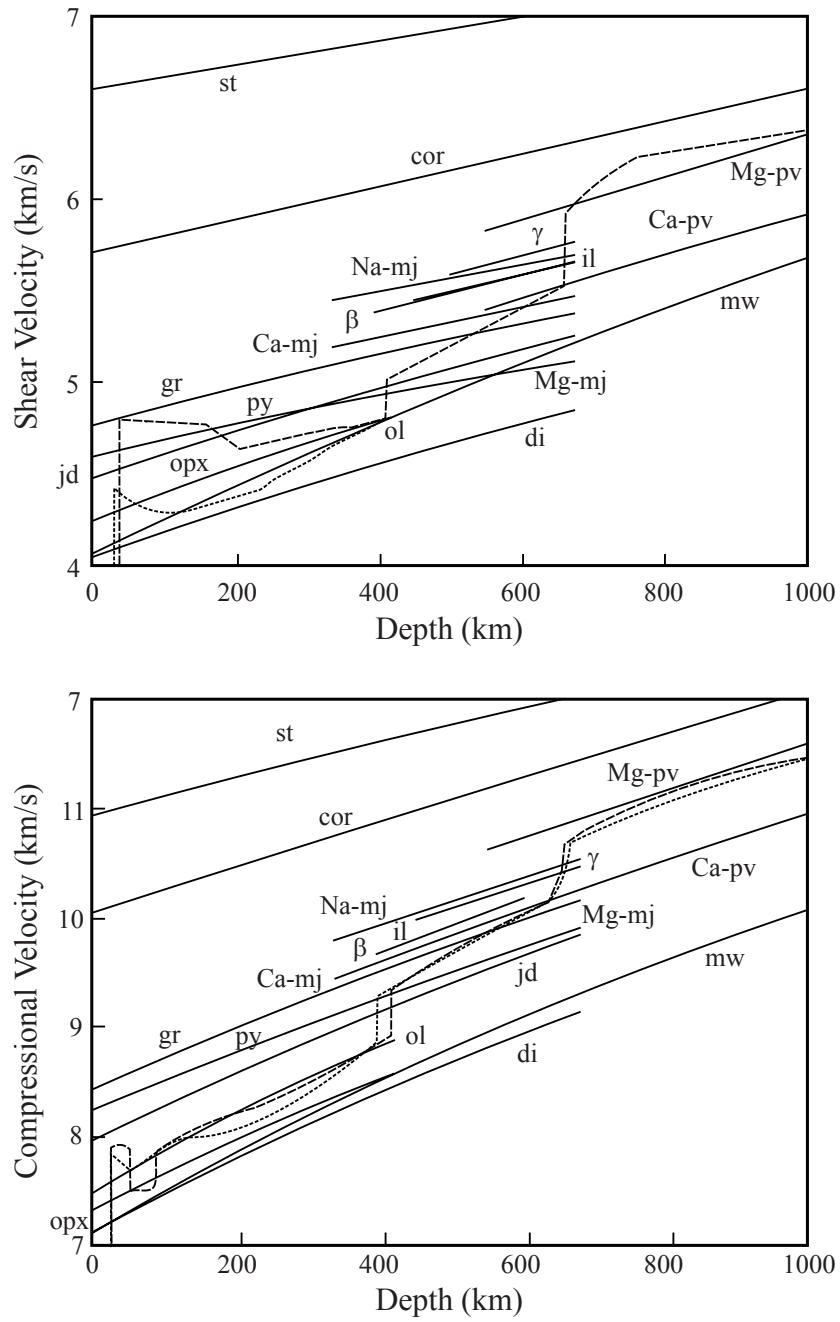 7
st
cor
6
Mg-pv
γ
Ca-pv
Na-mj
il
β
mw
Ca-mj
5
gr
Mg-mj
py
ol
di
jd
opx
4
0
200
400
600
800
1000
Shear Velocity (km/s)
Depth (km)
7
st
Mg-pv
11
cor
γ
Ca-pv
10
Na-mj
Mg-mj
il
β
mw
Ca-mj
jd
9
gr
py
ol
di
8
opx
7
0
200
400
600
800
1000
Compressional Velocity (km/s)
Depth (km)